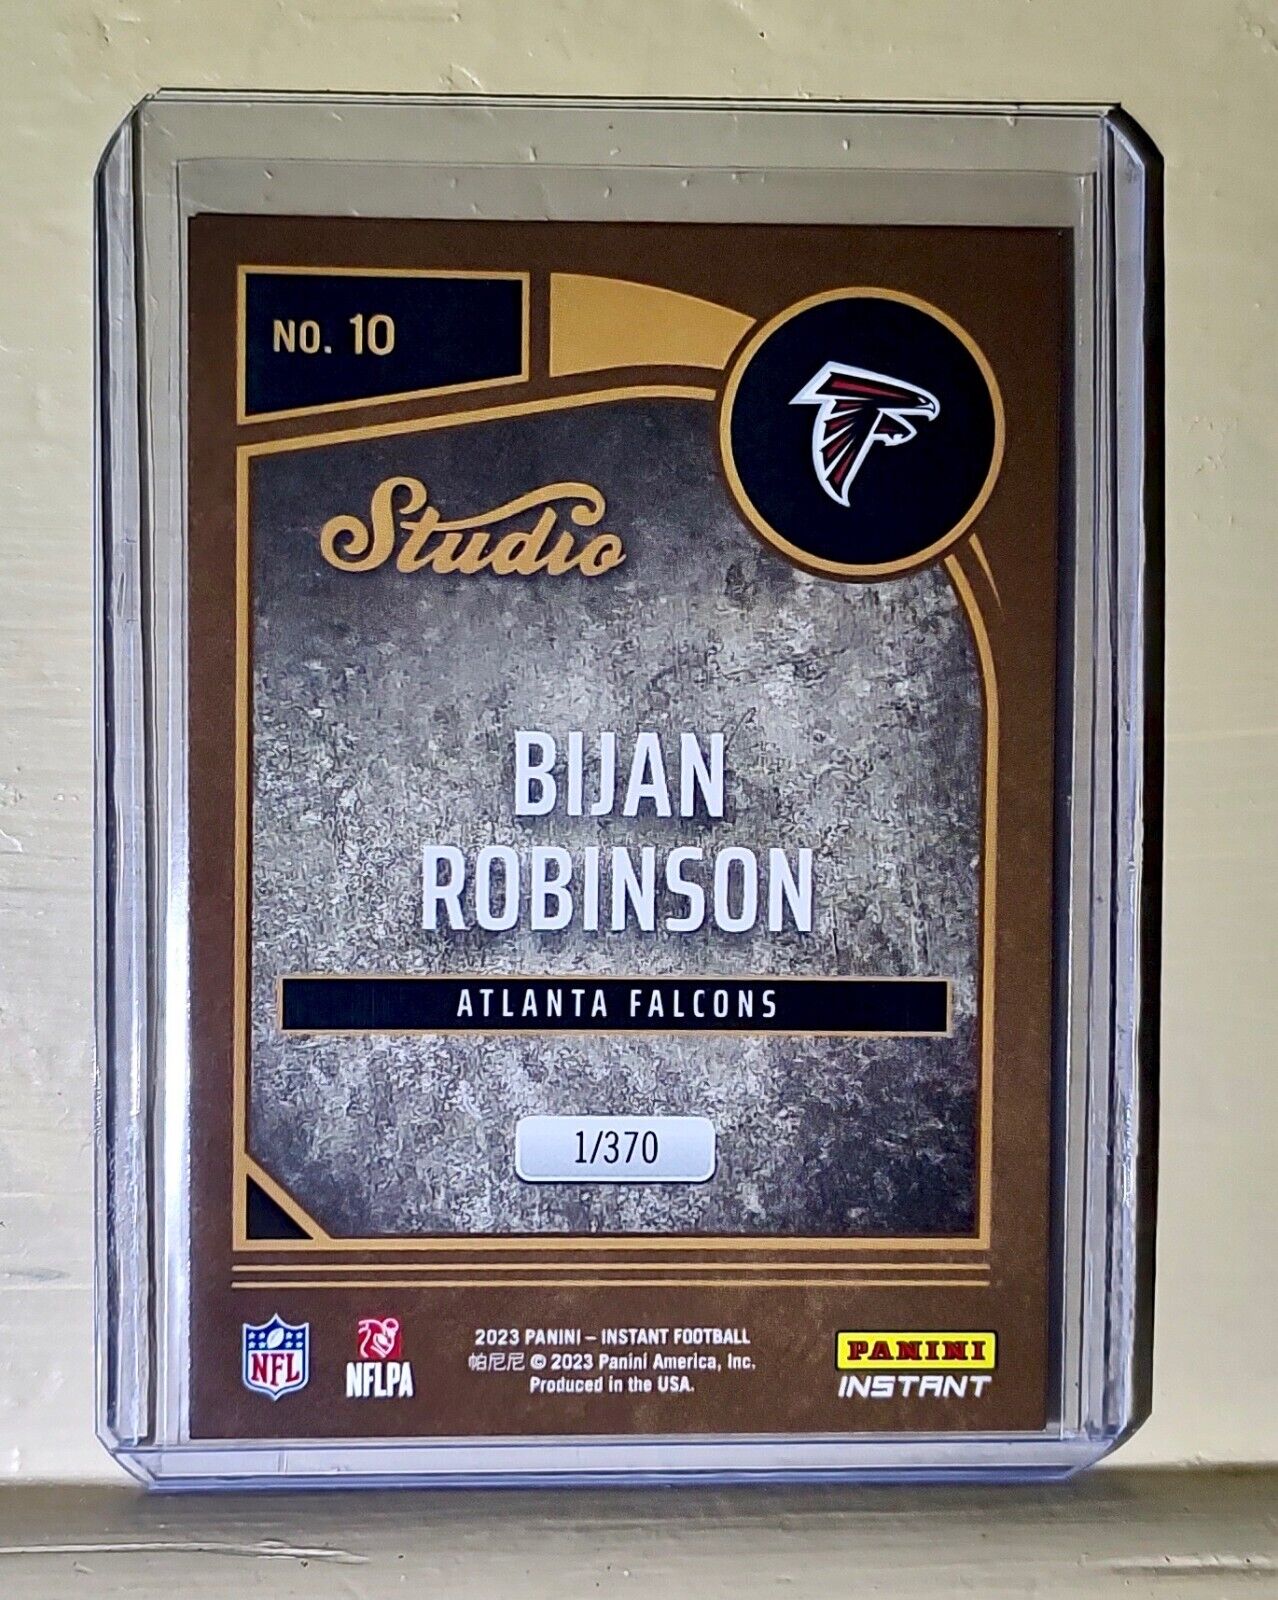 NO. 10
Studio
BIJAN
ROBINSON
ATLANTA FALCONS
1/370
2023 PANINI – INSTANT FOOTBALL
帕尼尼 © 2023 Panini America, Inc.
Produced in the USA.
NFL
NFLPA
PANINI
INSTANT